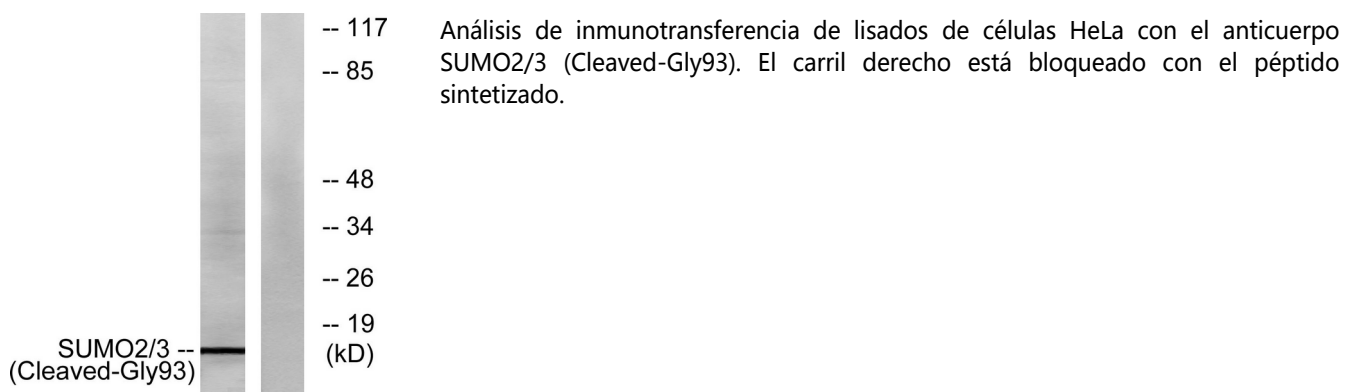 -- 117
-- 85
-- 48
-- 34
-- 26
-- 19
(kD)
SUMO2/3 --
(Cleaved-Gly93)
Análisis de inmunotransferencia de lisados de células HeLa con el anticuerpo
SUMO2/3 (Cleaved-Gly93). El carril derecho está bloqueado con el péptido
sintetizado.